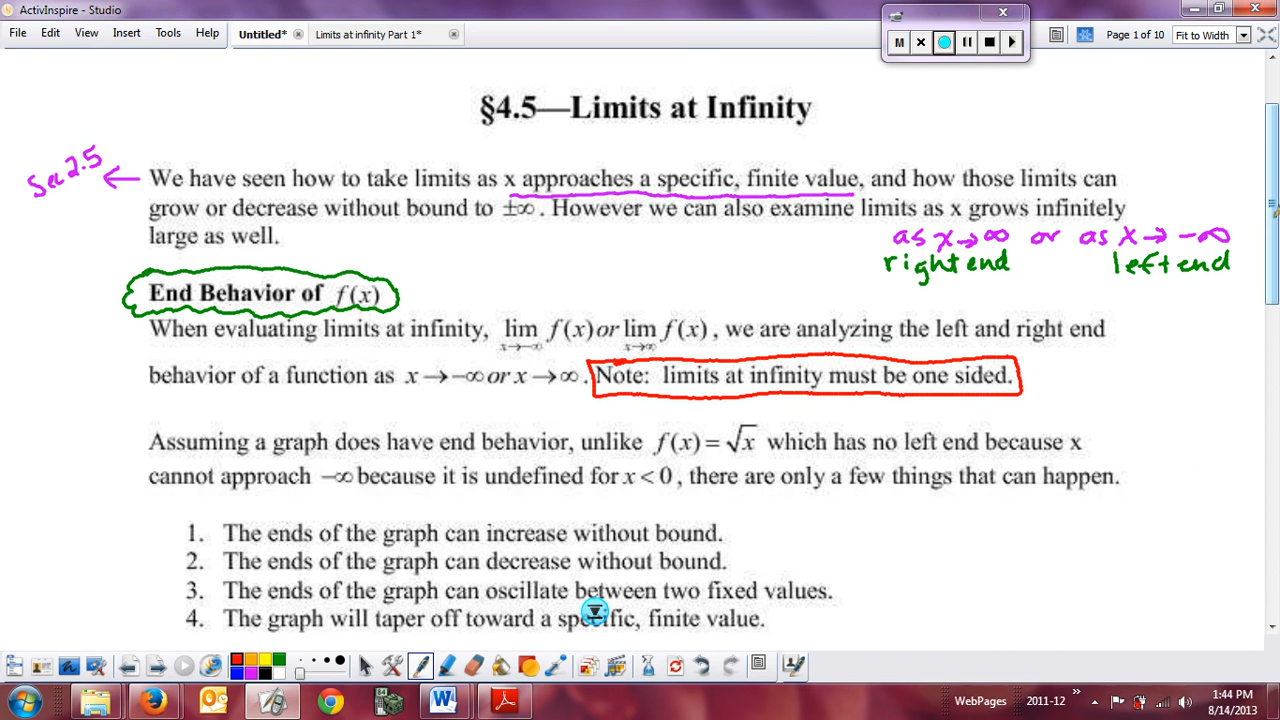 ActivInspire - Studio
File Edit View Insert Tools Help Untitled* Limits at infinity Part 1* M Page 1 of 10 Fit to Width
§4.5—Limits at Infinity
Sec 2.5
We have seen how to take limits as x approaches a specific, finite value, and how those limits can
grow or decrease without bound to ±∞. However we can also examine limits as x grows infinitely
large as well.
as x→∞ or as x→ -∞
right end left end
End Behavior of f(x)
When evaluating limits at infinity, lim x→-∞ f(x) or lim x→∞ f(x), we are analyzing the left and right end
behavior of a function as x→-∞ or x→∞. Note: limits at infinity must be one sided.
Assuming a graph does have end behavior, unlike f(x)=√x which has no left end because x
cannot approach -∞ because it is undefined for x<0, there are only a few things that can happen.
1. The ends of the graph can increase without bound.
2. The ends of the graph can decrease without bound.
3. The ends of the graph can oscillate between two fixed values.
4. The graph will taper off toward a specific, finite value.
WebPages 2011-12 » 1:44 PM
8/14/2013